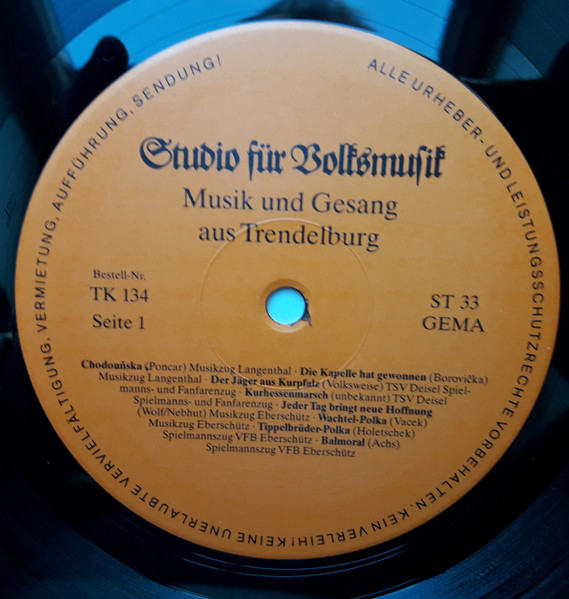 ALLE URHEBER- UND LEISTUNGSSCHUTZRECHTE VORBEHALTEN. KEIN VERLEIH! KEINE UNERLAUBTE VERVIELFÄLTIGUNG, VERMIETUNG, AUFFÜHRUNG, SENDUNG!
Studio für Volksmusik
Musik und Gesang
aus Trendelburg
Bestell-Nr.
TK 134
Seite 1
ST 33
GEMA
Chodouňska (Poncar) Musikzug Langenthal · Die Kapelle hat gewonnen (Borovička)
Musikzug Langenthal · Der Jäger aus Kurpfalz (Volksweise) TSV Deisel Spiel-
manns- und Fanfarenzug · Kurhessenmarsch (unbekannt) TSV Deisel
Spielmanns- und Fanfarenzug · Jeder Tag bringt neue Hoffnung
(Wolf/Nebhut) Musikzug Eberschütz · Wachtel-Polka (Vacek)
Musikzug Eberschütz · Tippelbrüder-Polka (Holetschek)
Spielmannszug VFB Eberschütz · Balmoral (Achs)
Spielmannszug VFB Eberschütz